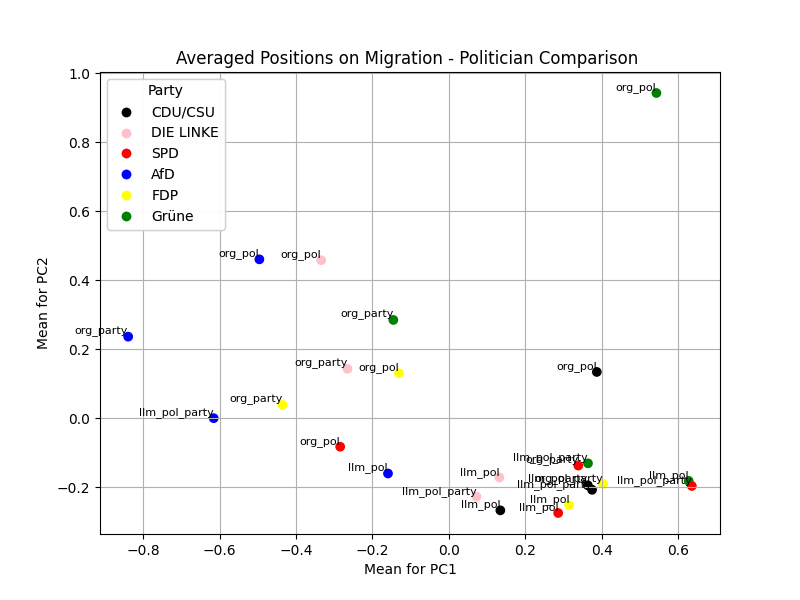 Averaged Positions on Migration - Politician Comparison
1.0
Party
CDU/CSU
DIE LINKE
SPD
AfD
FDP
Grüne
org_pol
0.8
0.6
org_pol
org_pol
0.4
org_party
org_party
0.2
org_party
org_pol
org_pol
org_party
llm_pol_party
0.0
org_pol
llm_pol_party
org_party
llm_pol
llm_pol
llm_pol
llm_pol_party
llm_pol_party
llm_pol_party
−0.2
llm_pol
llm_pol
llm_pol
−0.8
−0.6
−0.4
−0.2
0.0
0.2
0.4
0.6
Mean for PC1
Mean for PC2